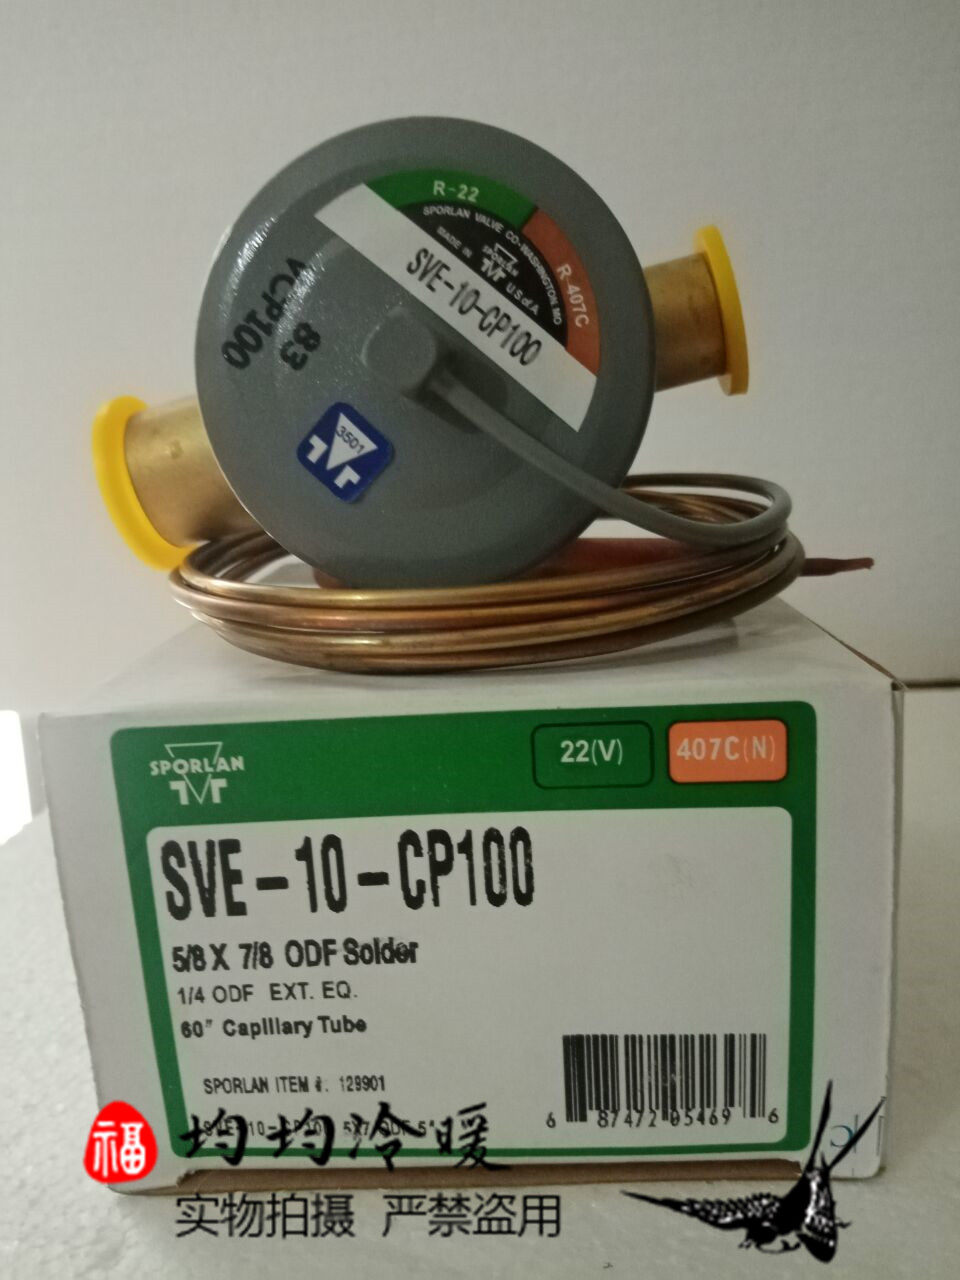 R-22
SPORLAN VALVE CO-WASHINGTON, MO
MADE IN
SPORLAN
U.S of A
R-407C
SVE-10-CP100
VCP100
83
3501
SPORLAN
22(V)
407C(N)
SVE-10-CP100
5/8 X 7/8 ODF Solder
1/4 ODF EXT. EQ.
60" Capillary Tube
SPORLAN ITEM #: 129901
6 87472 05469 6
福
均均冷暖
实物拍摄 严禁盗用